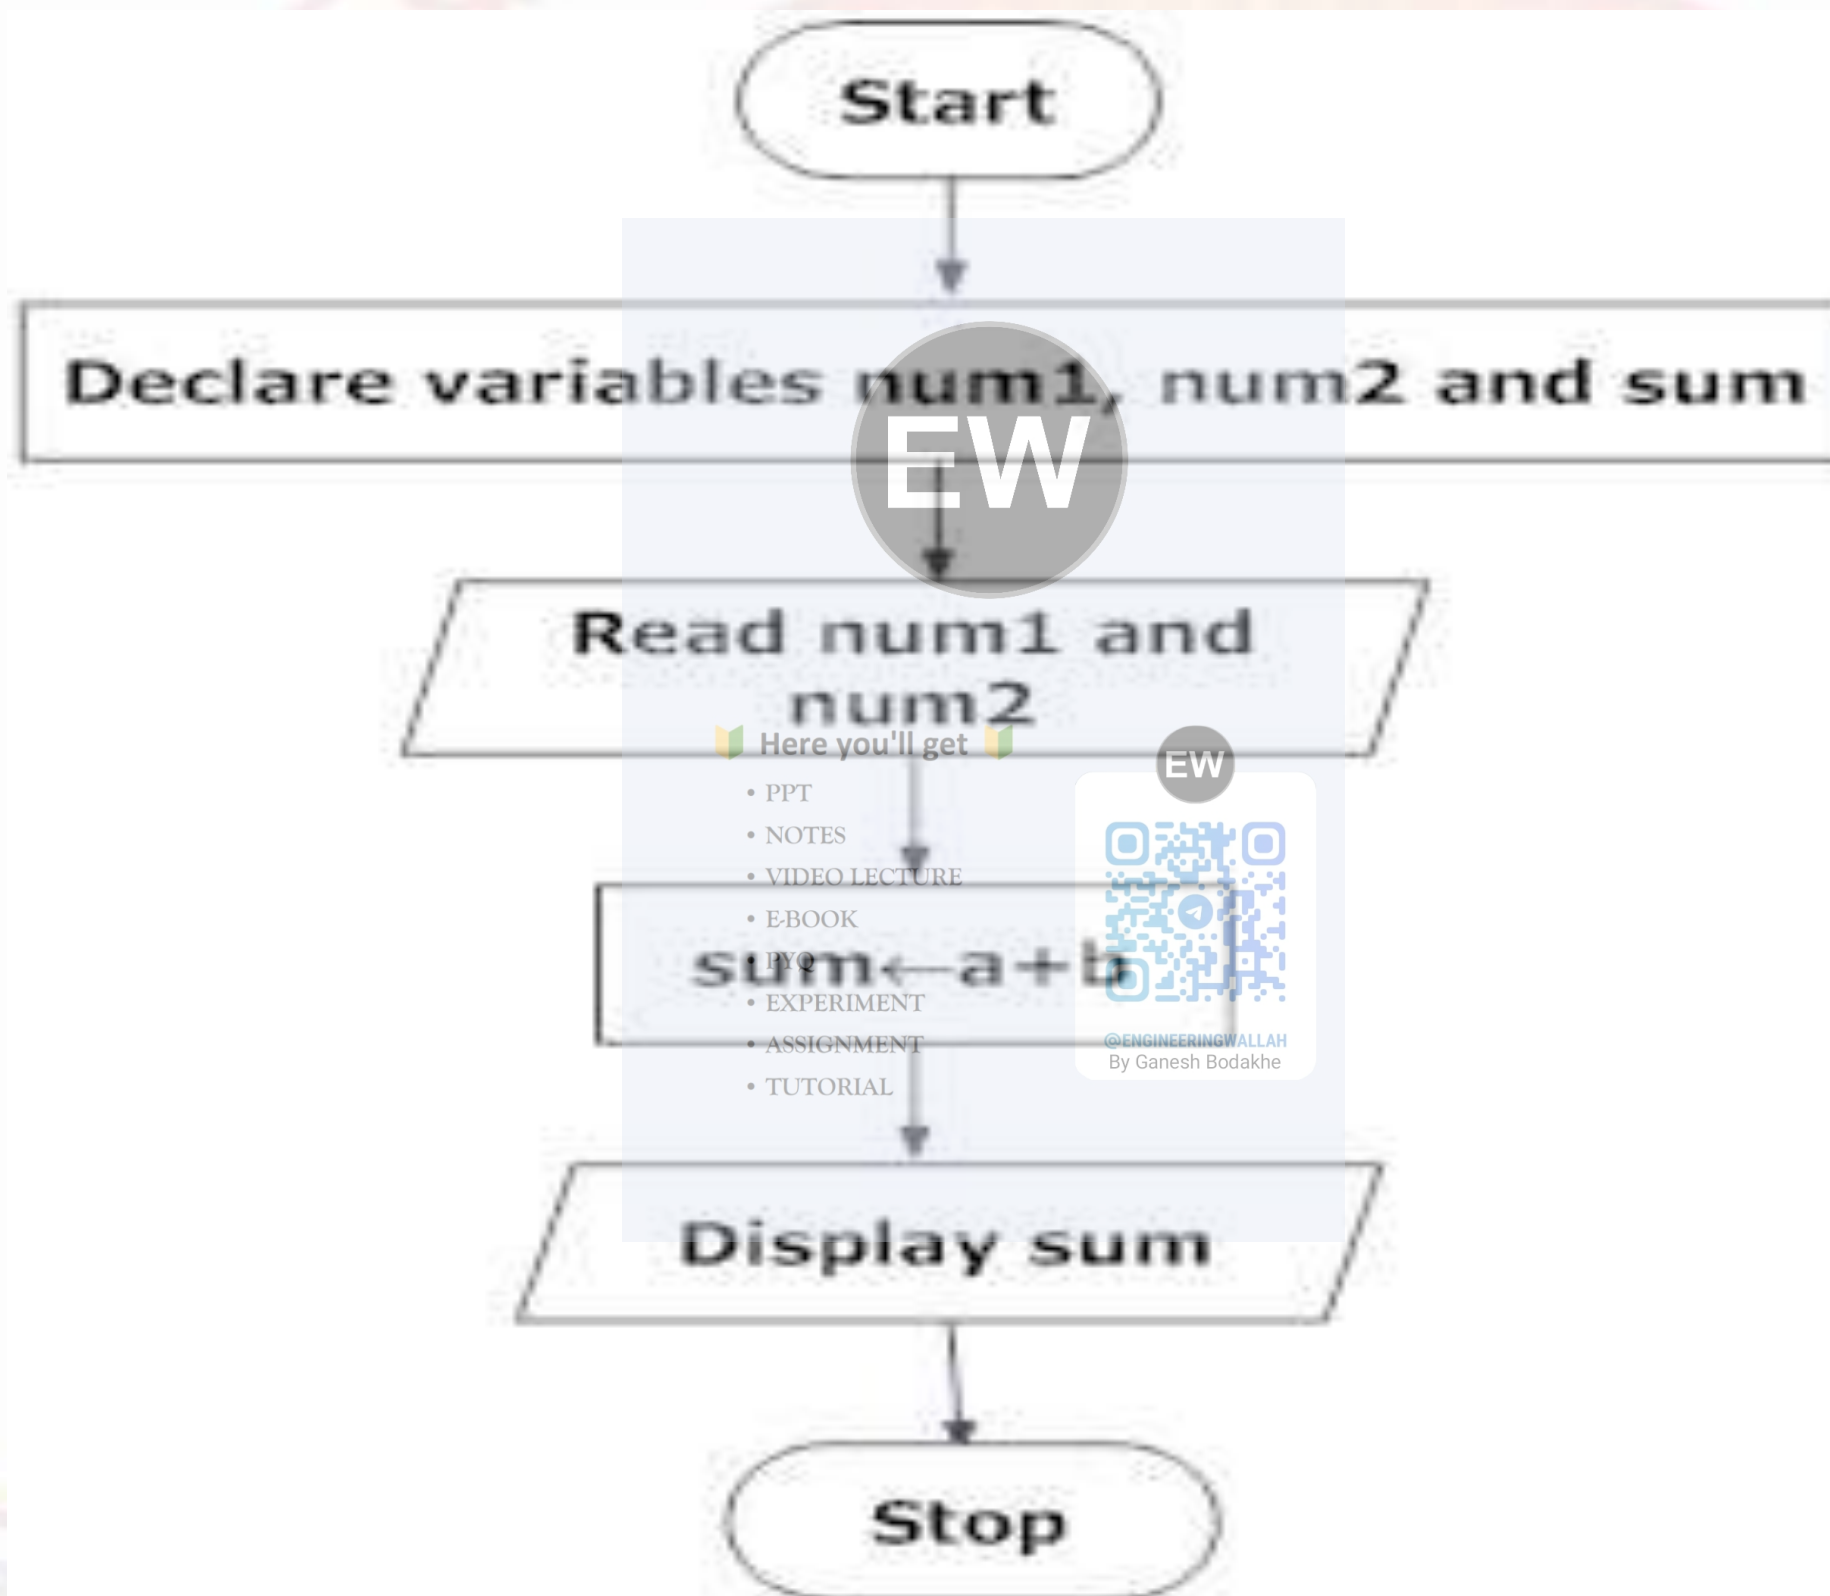 Start
Declare variables num1, num2 and sum
EW
Read num1 and
num2
Here you'll get
• PPT
• NOTES
• VIDEO LECTURE
• E-BOOK
• PYQ
• EXPERIMENT
• ASSIGNMENT
• TUTORIAL
EW
@ENGINEERINGWALLAH
By Ganesh Bodakhe
sum←a+b
Display sum
Stop